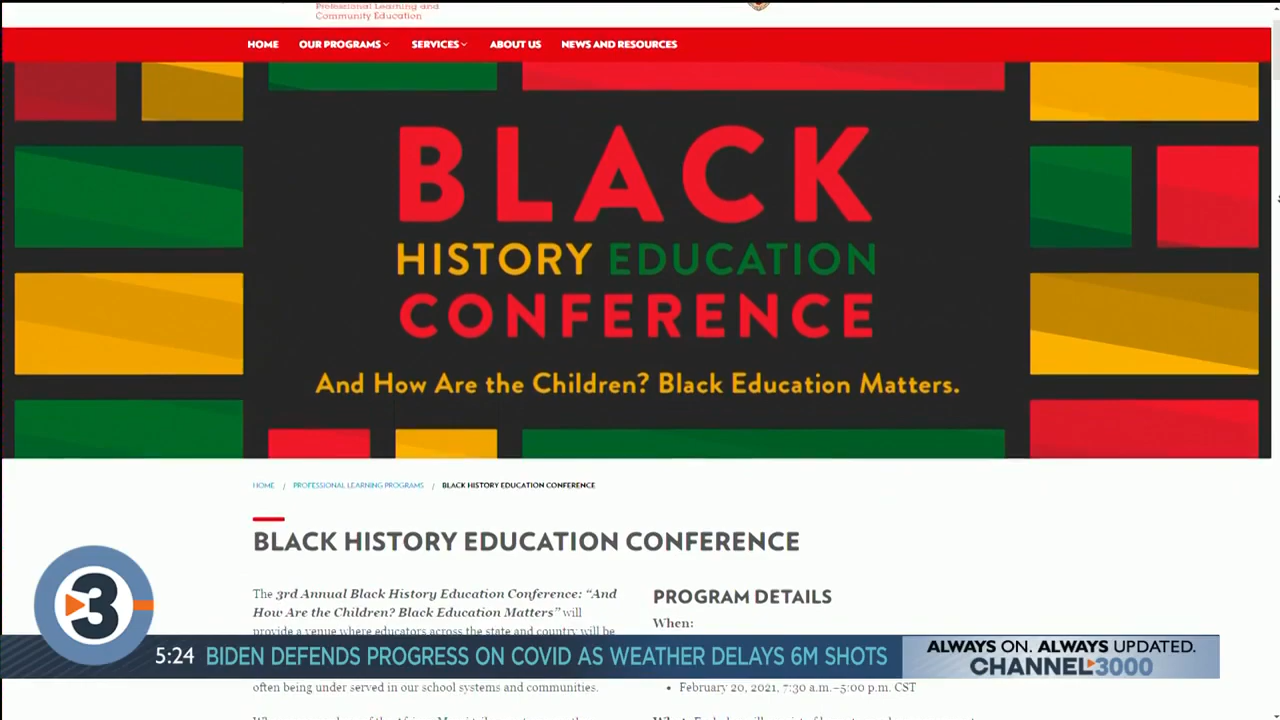 Professional Learning and
Community Education
HOME OUR PROGRAMS SERVICES ABOUT US NEWS AND RESOURCES
BLACK
HISTORY EDUCATION
CONFERENCE
And How Are the Children? Black Education Matters.
HOME / PROFESSIONAL LEARNING PROGRAMS / BLACK HISTORY EDUCATION CONFERENCE
BLACK HISTORY EDUCATION CONFERENCE
The 3rd Annual Black History Education Conference: “And
How Are the Children? Black Education Matters” will
provide a venue where educators across the state and country will be
PROGRAM DETAILS
When:
3
5:24 BIDEN DEFENDS PROGRESS ON COVID AS WEATHER DELAYS 6M SHOTS
ALWAYS ON. ALWAYS UPDATED.
CHANNEL3000
often being under served in our school systems and communities.
• February 20, 2021, 7:30 a.m.–5:00 p.m. CST